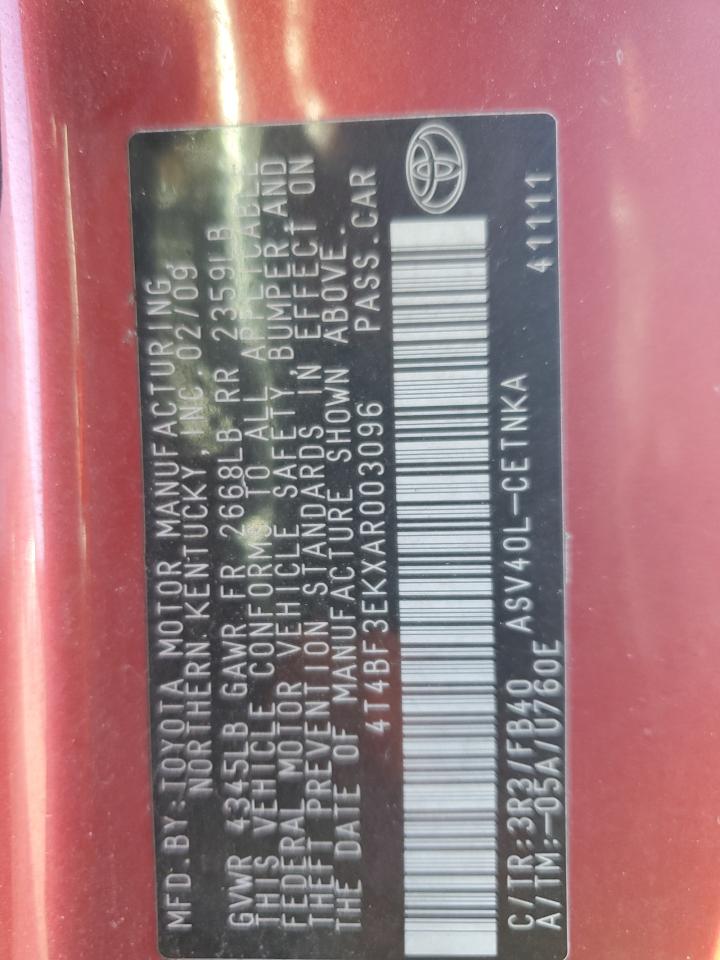 MFD.BY:TOYOTA MOTOR MANUFACTURING,
NORTHERN KENTUCKY, INC 02/09
GVWR 4345LB GAWR FR 2668LB RR 2359LB
THIS VEHICLE CONFORMS TO ALL APPLICABLE
FEDERAL MOTOR VEHICLE SAFETY, BUMPER, AND
THEFT PREVENTION STANDARDS IN EFFECT ON
THE DATE OF MANUFACTURE SHOWN ABOVE.
4T4BF3EKXAR003096 PASS.CAR
C/TR:3R3/FB40 ASV40L-CETNKA 41111
A/TM:-05A/U760E